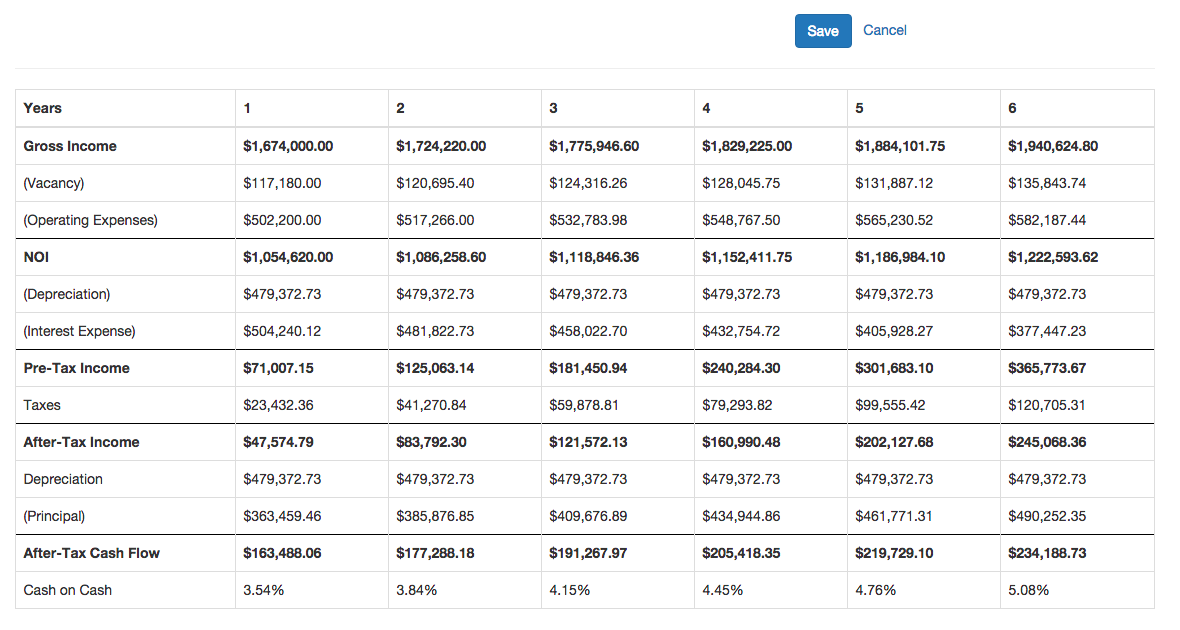 Save Cancel
Years 1 2 3 4 5 6
Gross Income $1,674,000.00 $1,724,220.00 $1,775,946.60 $1,829,225.00 $1,884,101.75 $1,940,624.80
(Vacancy) $117,180.00 $120,695.40 $124,316.26 $128,045.75 $131,887.12 $135,843.74
(Operating Expenses) $502,200.00 $517,266.00 $532,783.98 $548,767.50 $565,230.52 $582,187.44
NOI $1,054,620.00 $1,086,258.60 $1,118,846.36 $1,152,411.75 $1,186,984.10 $1,222,593.62
(Depreciation) $479,372.73 $479,372.73 $479,372.73 $479,372.73 $479,372.73 $479,372.73
(Interest Expense) $504,240.12 $481,822.73 $458,022.70 $432,754.72 $405,928.27 $377,447.23
Pre-Tax Income $71,007.15 $125,063.14 $181,450.94 $240,284.30 $301,683.10 $365,773.67
Taxes $23,432.36 $41,270.84 $59,878.81 $79,293.82 $99,555.42 $120,705.31
After-Tax Income $47,574.79 $83,792.30 $121,572.13 $160,990.48 $202,127.68 $245,068.36
Depreciation $479,372.73 $479,372.73 $479,372.73 $479,372.73 $479,372.73 $479,372.73
(Principal) $363,459.46 $385,876.85 $409,676.89 $434,944.86 $461,771.31 $490,252.35
After-Tax Cash Flow $163,488.06 $177,288.18 $191,267.97 $205,418.35 $219,729.10 $234,188.73
Cash on Cash 3.54% 3.84% 4.15% 4.45% 4.76% 5.08%